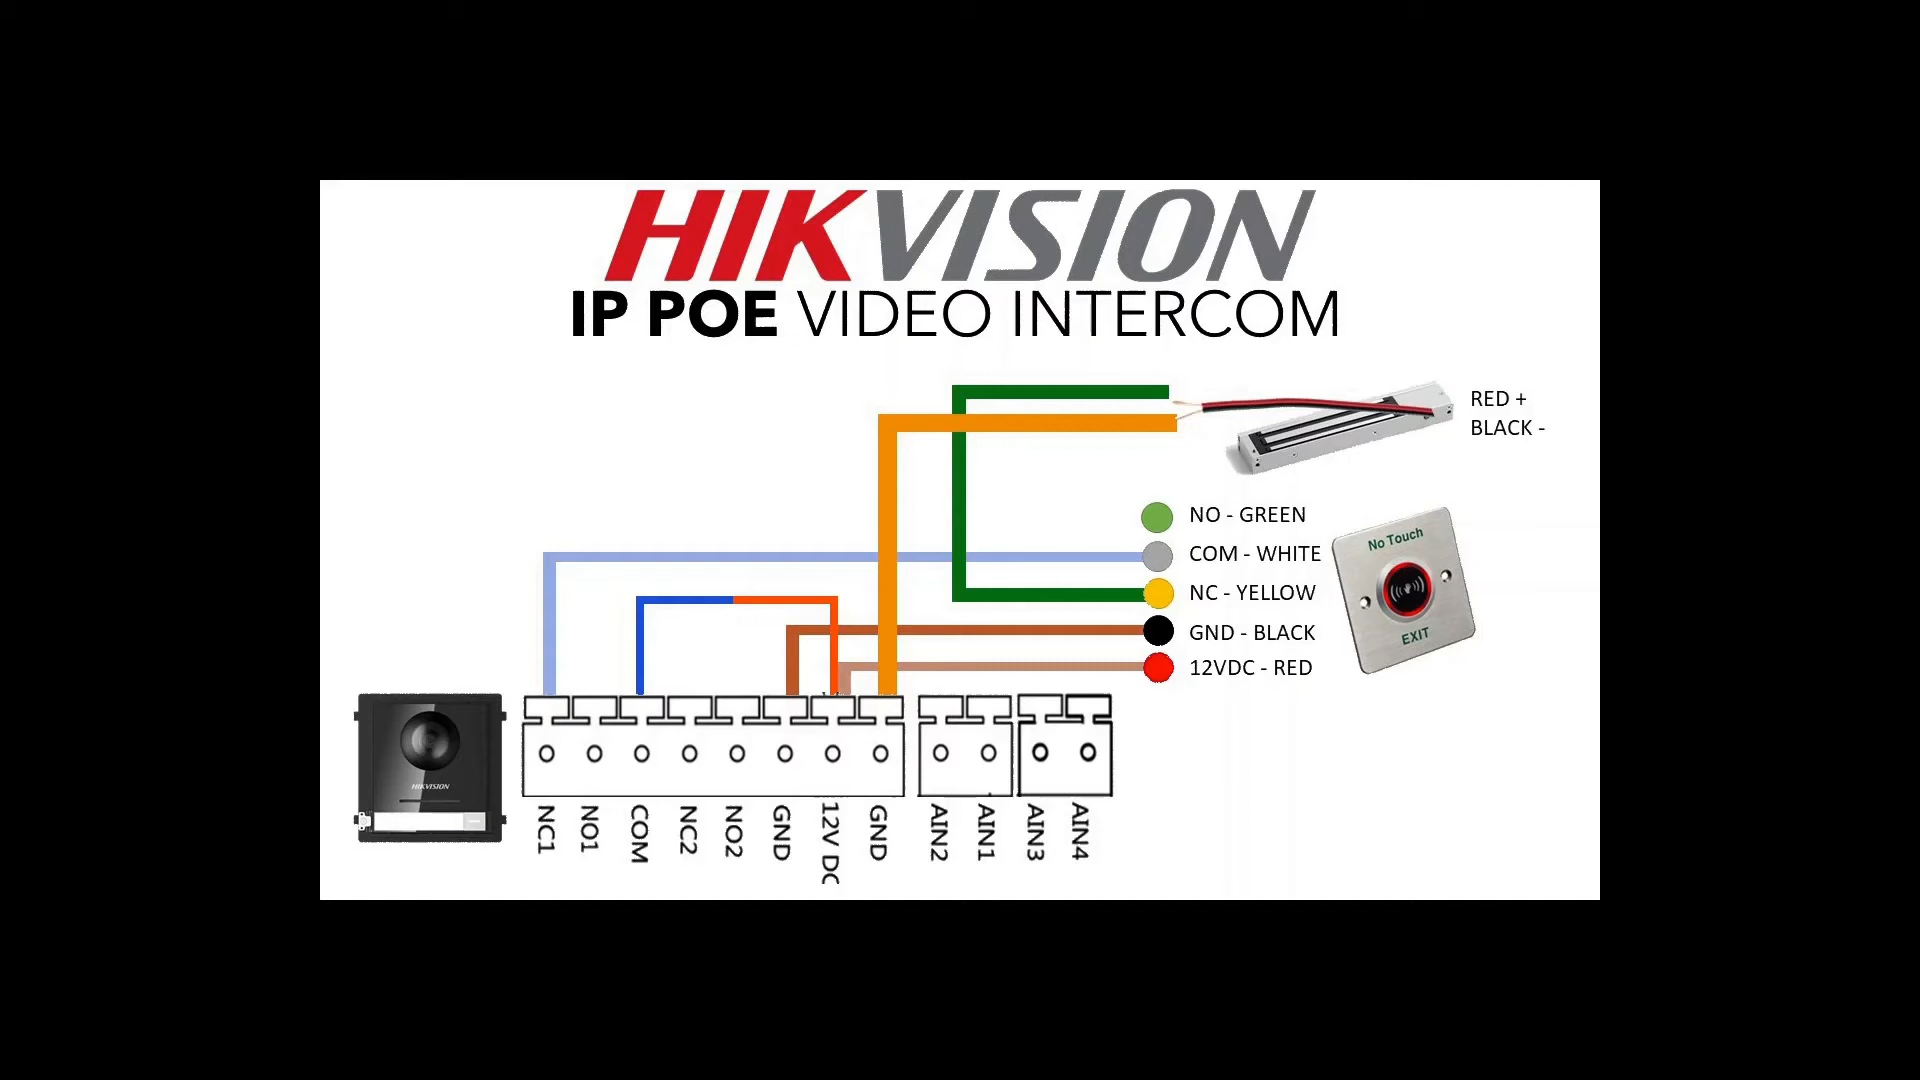 HIKVISION
IP POE VIDEO INTERCOM
RED +
BLACK -
NO - GREEN
COM - WHITE
NC - YELLOW
GND - BLACK
12VDC - RED
No Touch
EXIT
HIKVISION
NC1
NO1
COM
NC2
NO2
GND
12V DC
GND
AIN2
AIN1
AIN3
AIN4